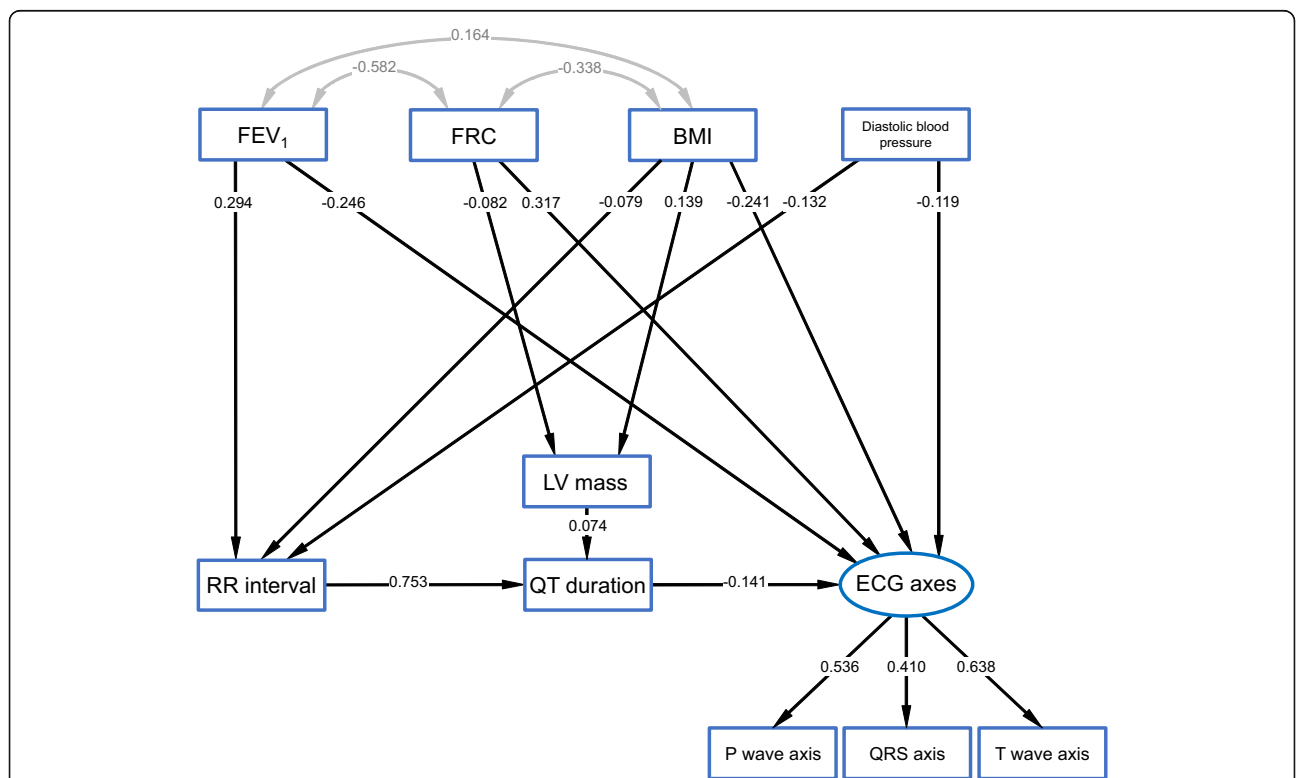 0.164
-0.582
-0.338
FEV1
FRC
BMI
Diastolic blood
pressure
0.294
-0.246
-0.082
0.317
-0.079
0.139
-0.241
-0.132
-0.119
LV mass
0.074
RR interval
0.753
QT duration
-0.141
ECG axes
0.536
0.410
0.638
P wave axis
QRS axis
T wave axis